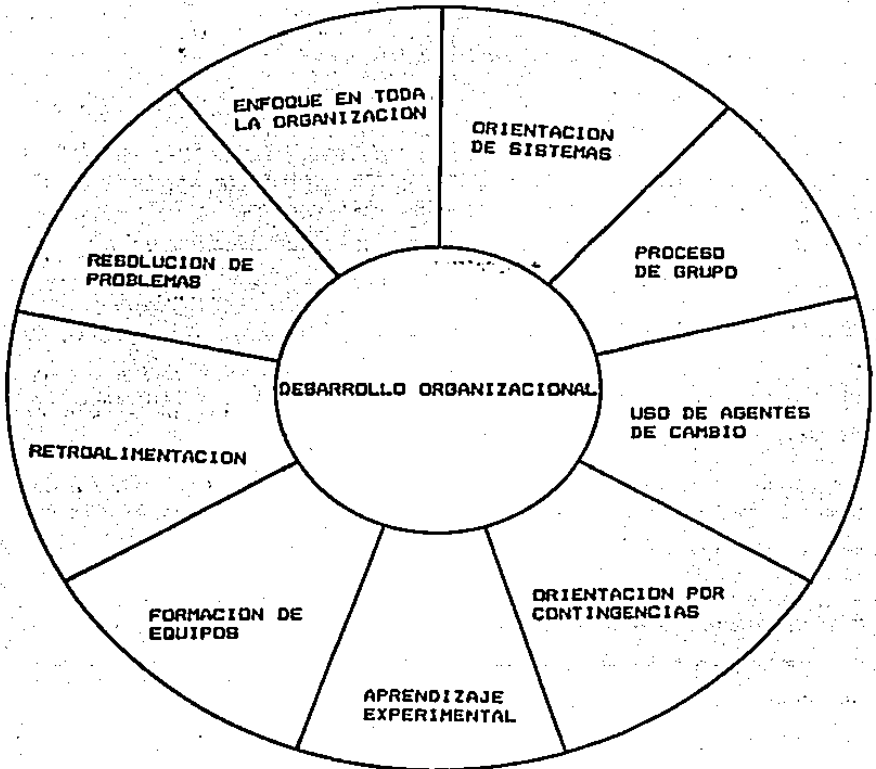 ENFOQUE EN TODA
LA ORGANIZACION
ORIENTACION
DE SISTEMAS
PROCESO
DE GRUPO
USO DE AGENTES
DE CAMBIO
ORIENTACION POR
CONTINGENCIAS
APRENDIZAJE
EXPERIMENTAL
FORMACION DE
EQUIPOS
RETROALIMENTACION
RESOLUCION DE
PROBLEMAS
DESARROLLO ORGANIZACIONAL